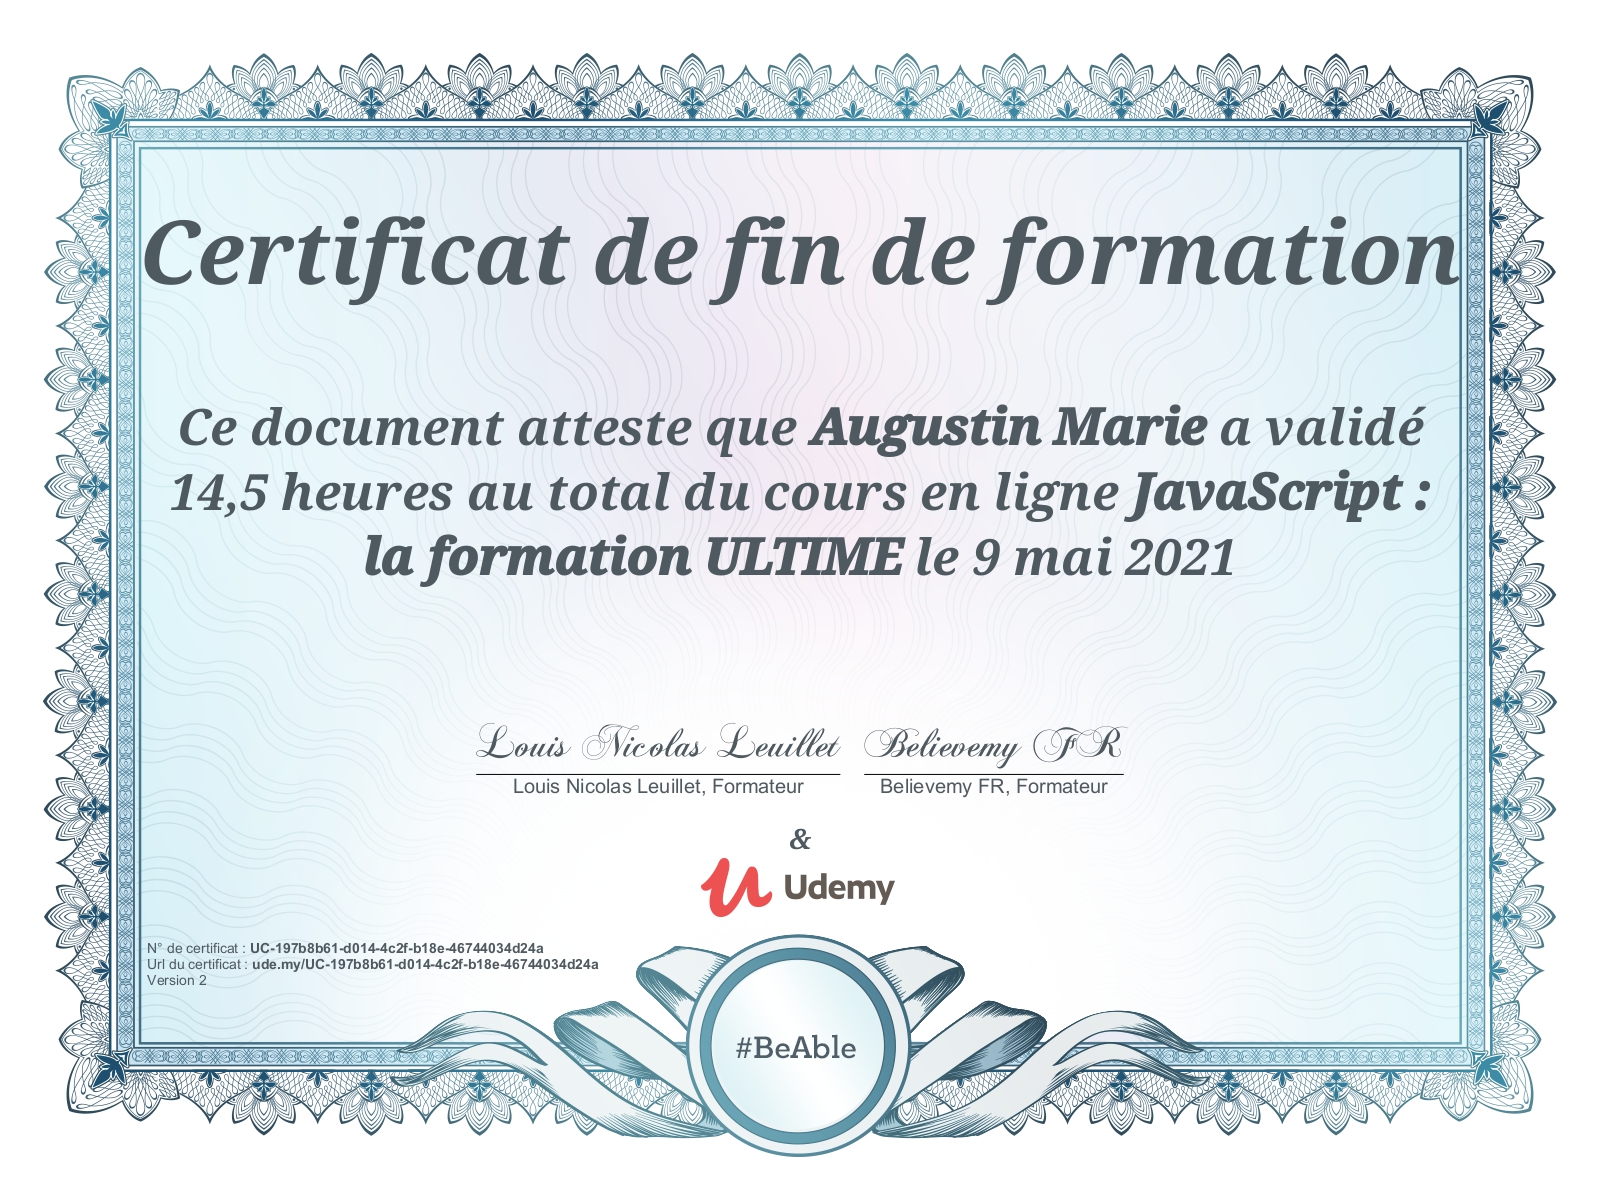 Certificat de fin de formation
Ce document atteste que Augustin Marie a validé
14,5 heures au total du cours en ligne JavaScript :
la formation ULTIME le 9 mai 2021
Louis Nicolas Leuillet Believemy FR
Louis Nicolas Leuillet, Formateur Believemy FR, Formateur
&
Udemy
N° de certificat : UC-197b8b61-d014-4c2f-b18e-46744034d24a
Url du certificat : ude.my/UC-197b8b61-d014-4c2f-b18e-46744034d24a
Version 2
#BeAble